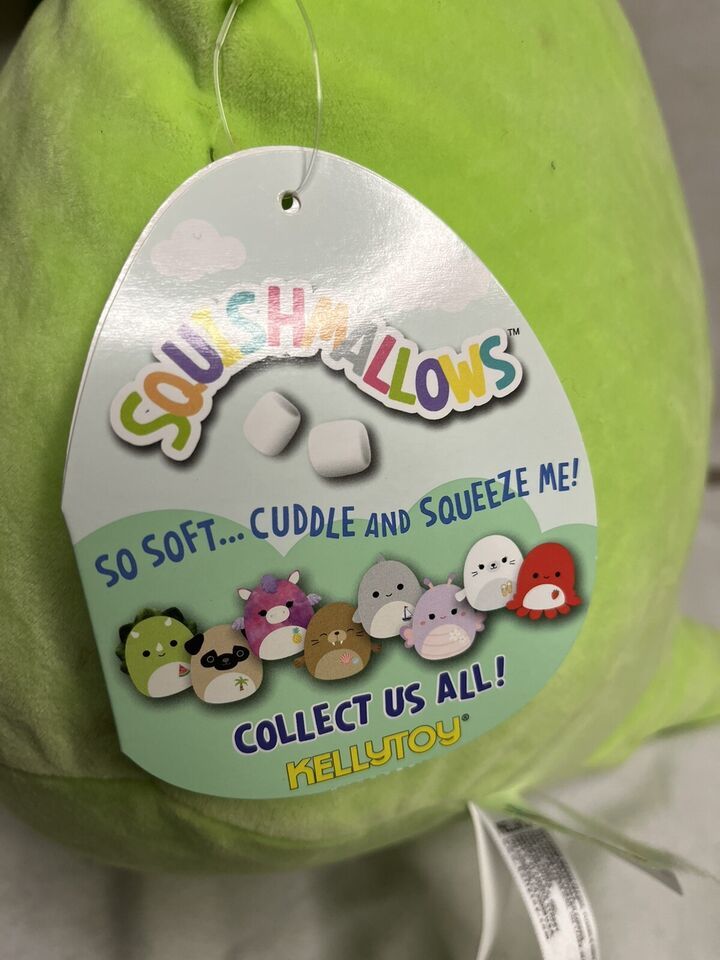 SQUISHMALLOWS™
SO SOFT... CUDDLE AND SQUEEZE ME!
COLLECT US ALL!
KELLYTOY®